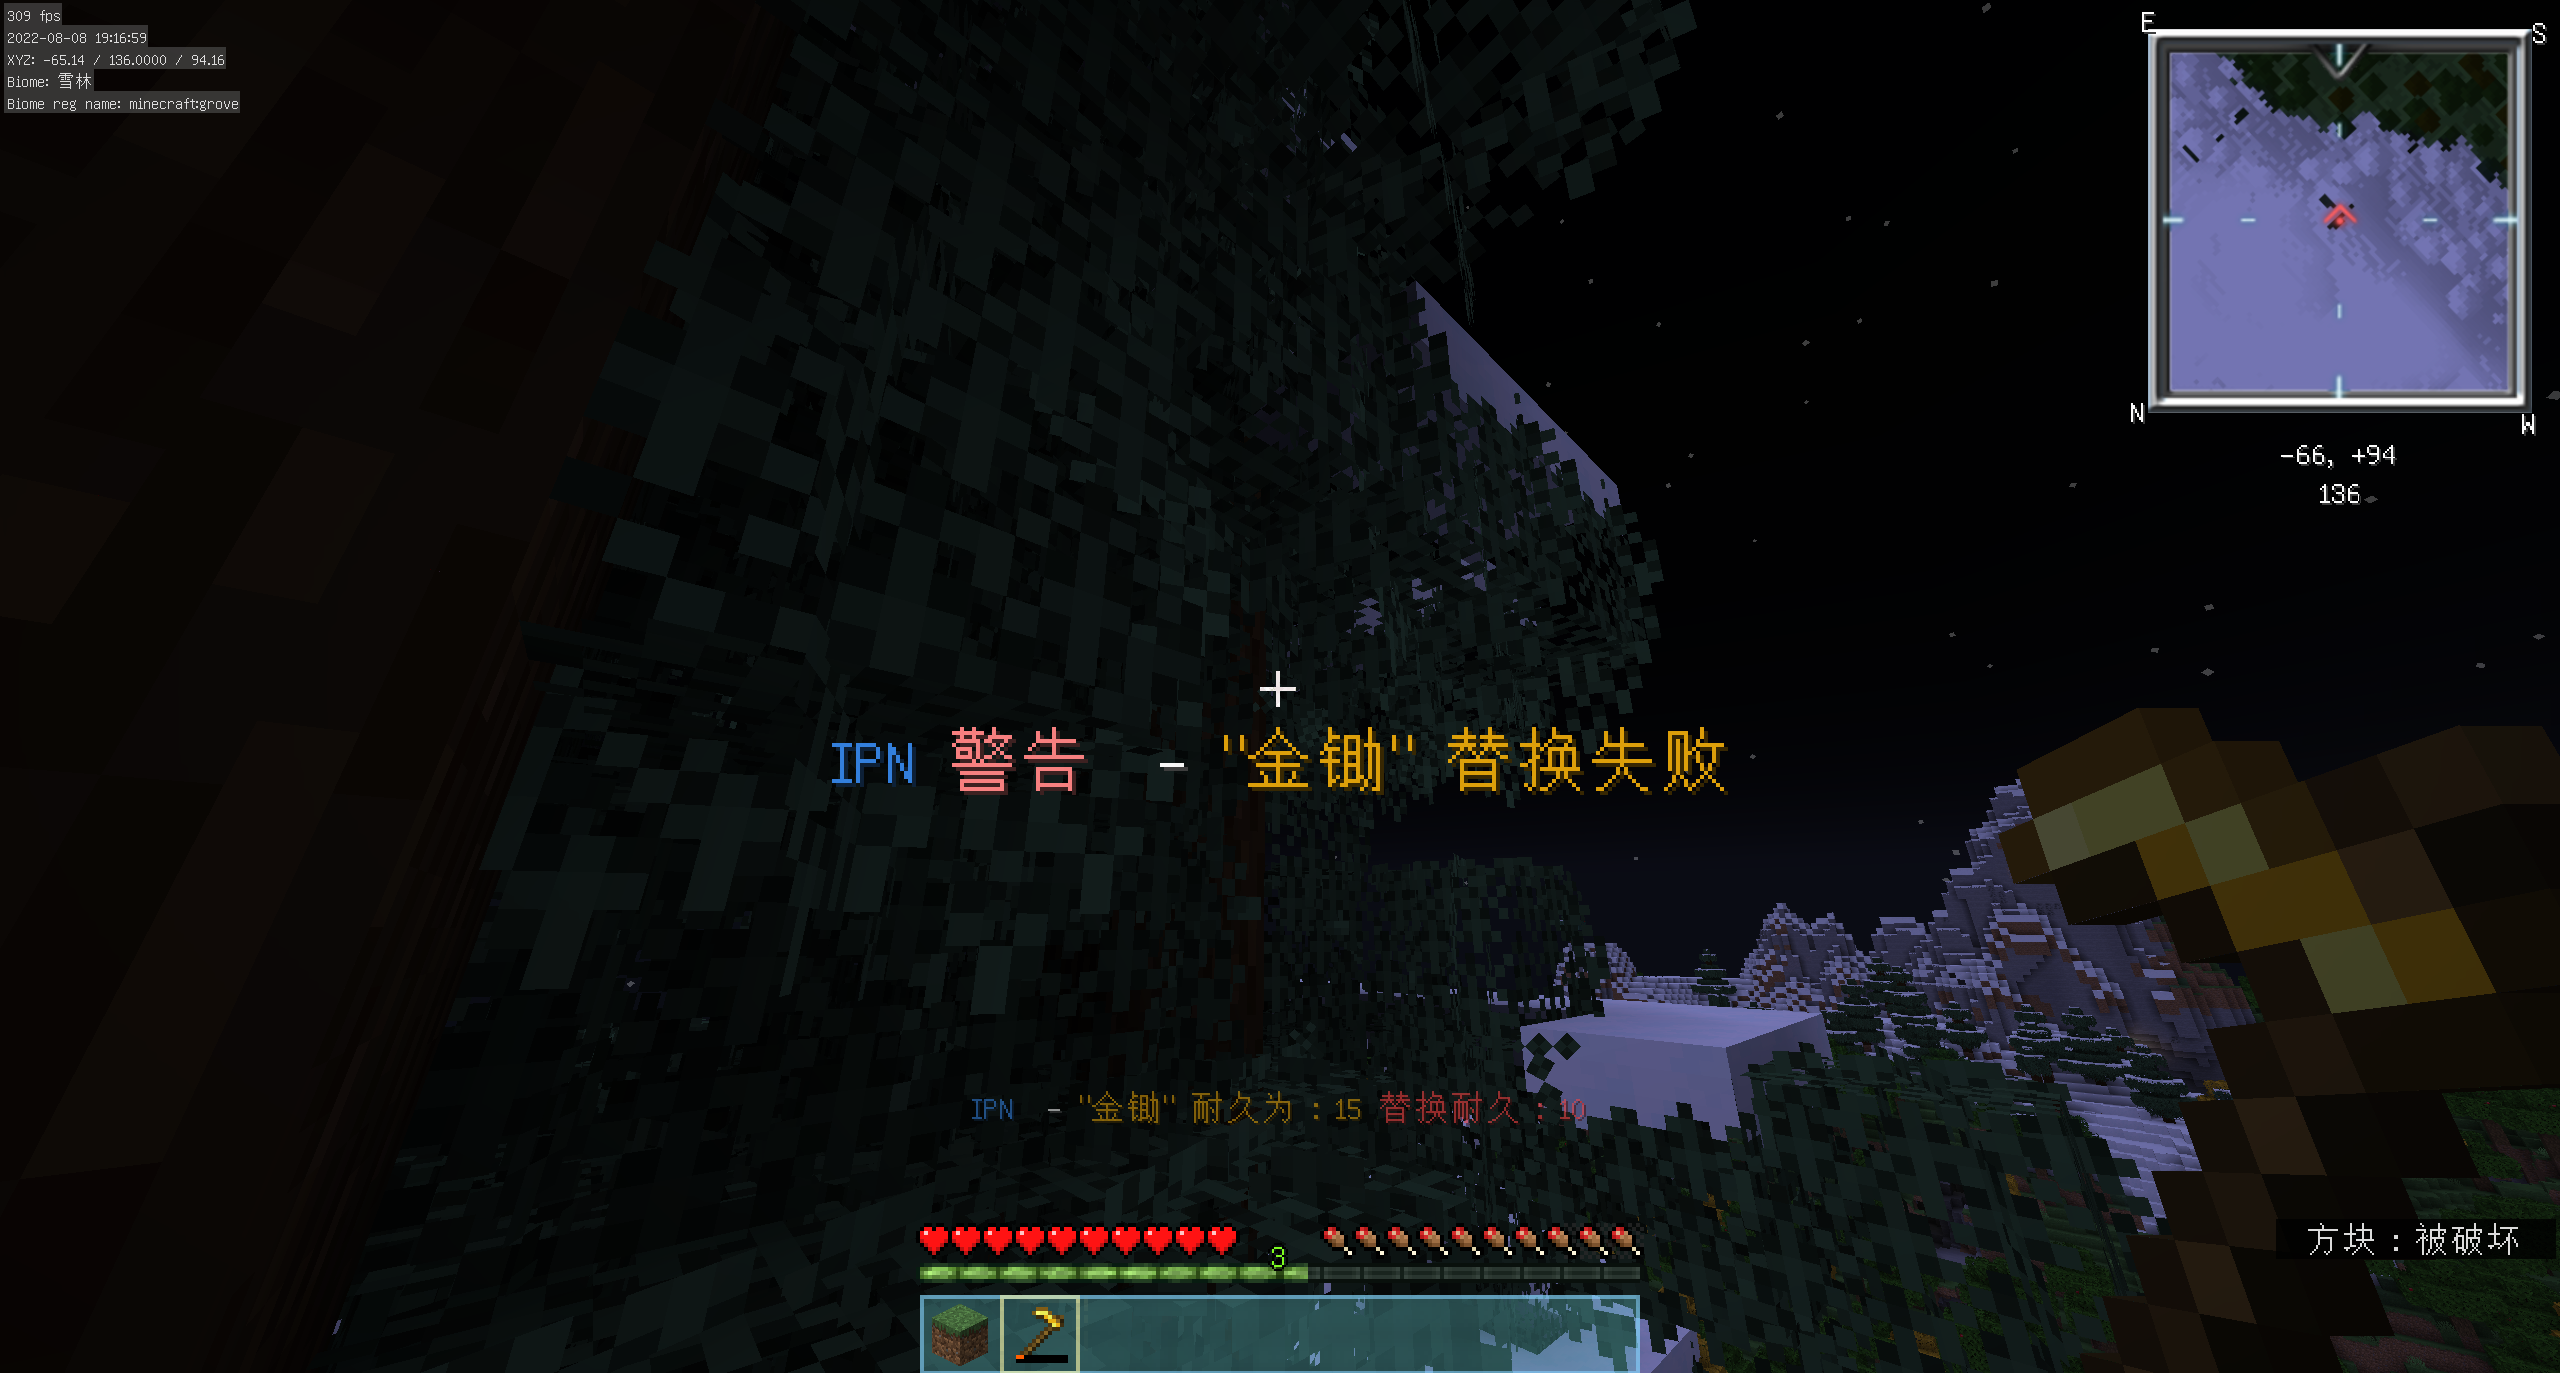 309 fps
2022-08-08 19:16:59
XYZ: -65.14 / 136.0000 / 94.16
Biome: 雪林
Biome reg name: minecraft:grove
E
S
N
W
-66, +94
136
IPN 警告 - "金锄" 替换失败
IPN - "金锄" 耐久为 : 15 替换耐久 : 10
方块 : 被破坏
3